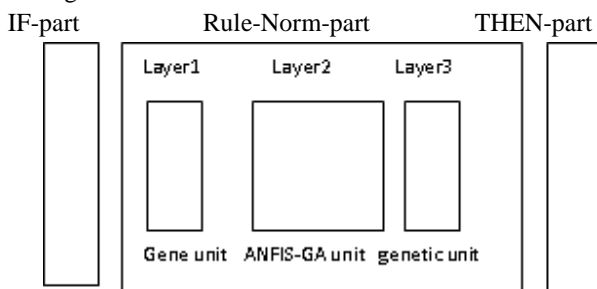 IF-part Rule-Norm-part THEN-part
Layer1 Layer2 Layer3
Gene unit ANFIS-GA unit genetic unit